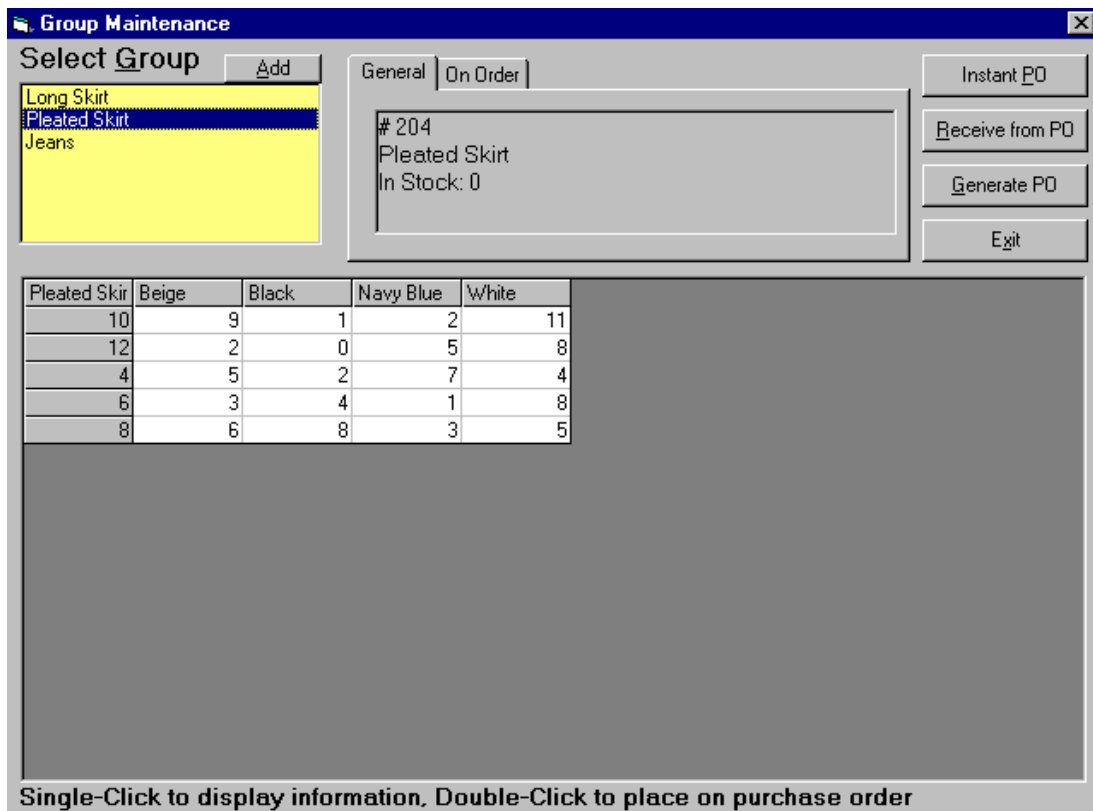 Group Maintenance
Select Group Add
Long Skirt
Pleated Skirt
Jeans
General On Order
# 204
Pleated Skirt
In Stock: 0
Instant PO
Receive from PO
Generate PO
Exit
Pleated Skir Beige Black Navy Blue White
10 9 1 2 11
12 2 0 5 8
4 5 2 7 4
6 3 4 1 8
8 6 8 3 5
Single-Click to display information, Double-Click to place on purchase order